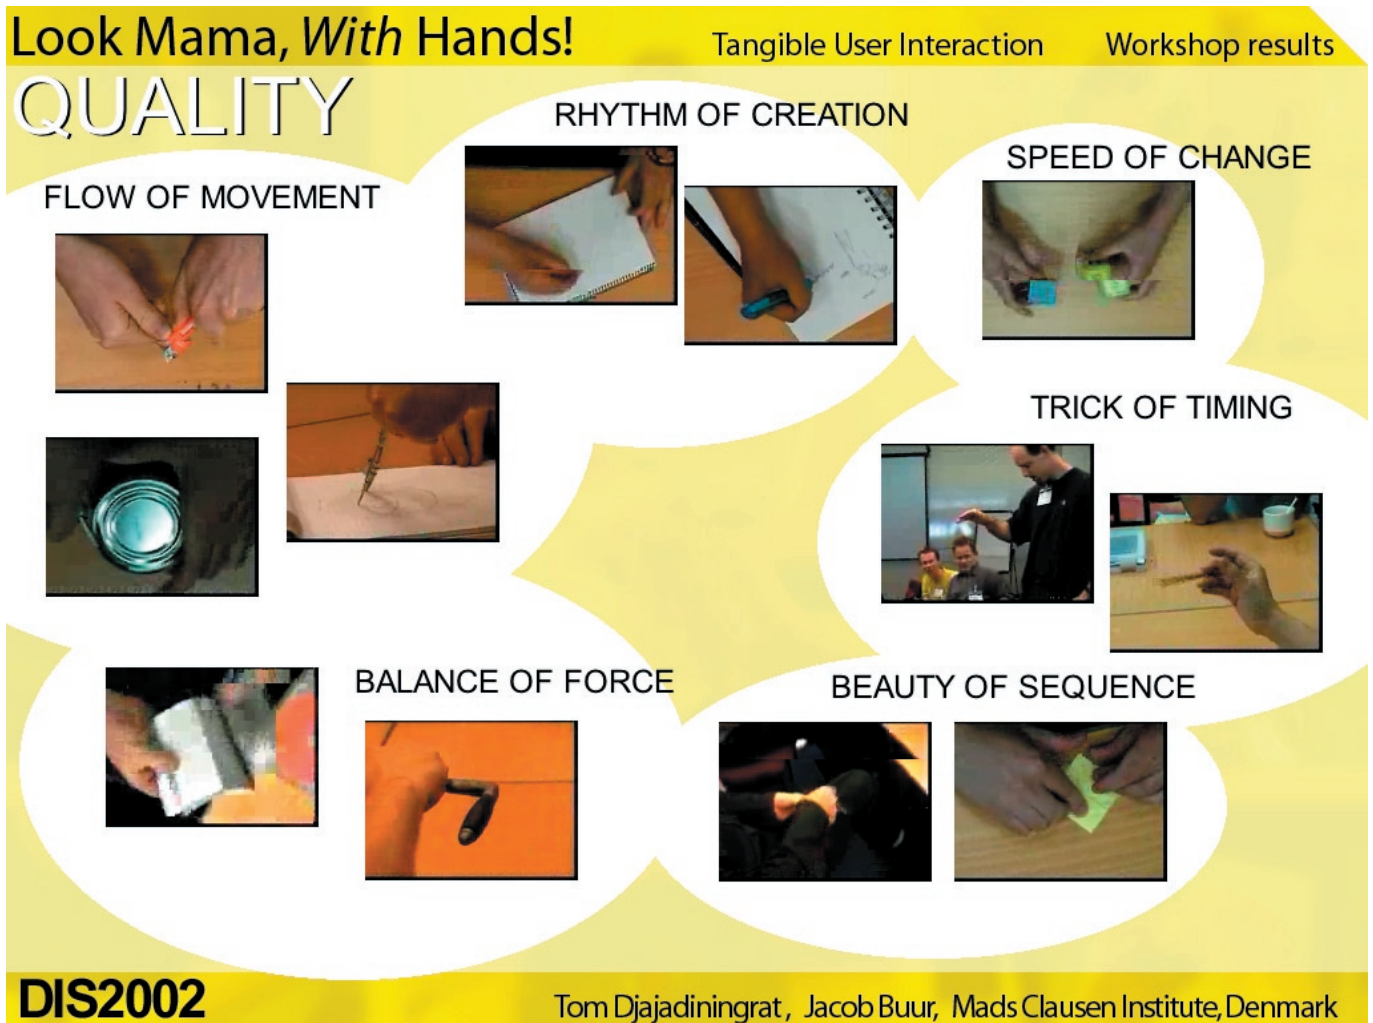 Look Mama, With Hands!
Tangible User Interaction
Workshop results
QUALITY
RHYTHM OF CREATION
SPEED OF CHANGE
FLOW OF MOVEMENT
TRICK OF TIMING
BALANCE OF FORCE
BEAUTY OF SEQUENCE
DIS2002
Tom Djajadiningrat, Jacob Buur, Mads Clausen Institute, Denmark